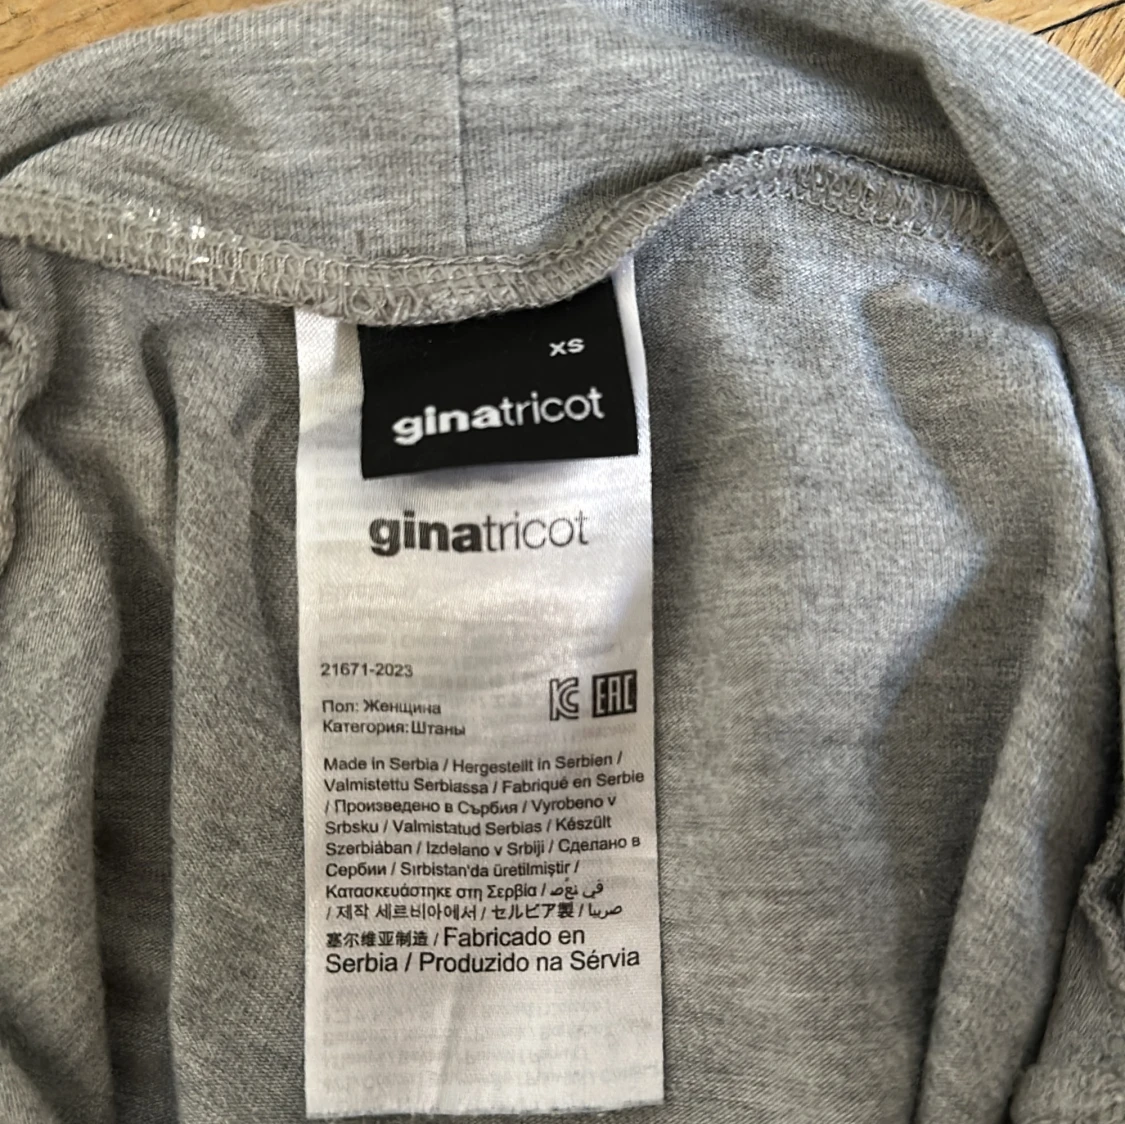 xs
ginatricot
ginatricot
21671-2023
Пол: Женщина
Категория: Штаны
EAC
Made in Serbia / Hergestellt in Serbien /
Valmistettu Serbiassa / Fabriqué en Serbie
/ Произведено в Сърбия / Vyrobeno v
Srbsku / Valmistatud Serbias / Készült
Szerbiában / Izdelano v Srbiji / Сделано в
Сербии / Sırbistan'da üretilmiştir /
Κατασκευάστηκε στη Σερβία /
/ 제작 세르비아에서 / セルビア製 / صربيا
塞尔维亚制造 / Fabricado en
Serbia / Produzido na Sérvia